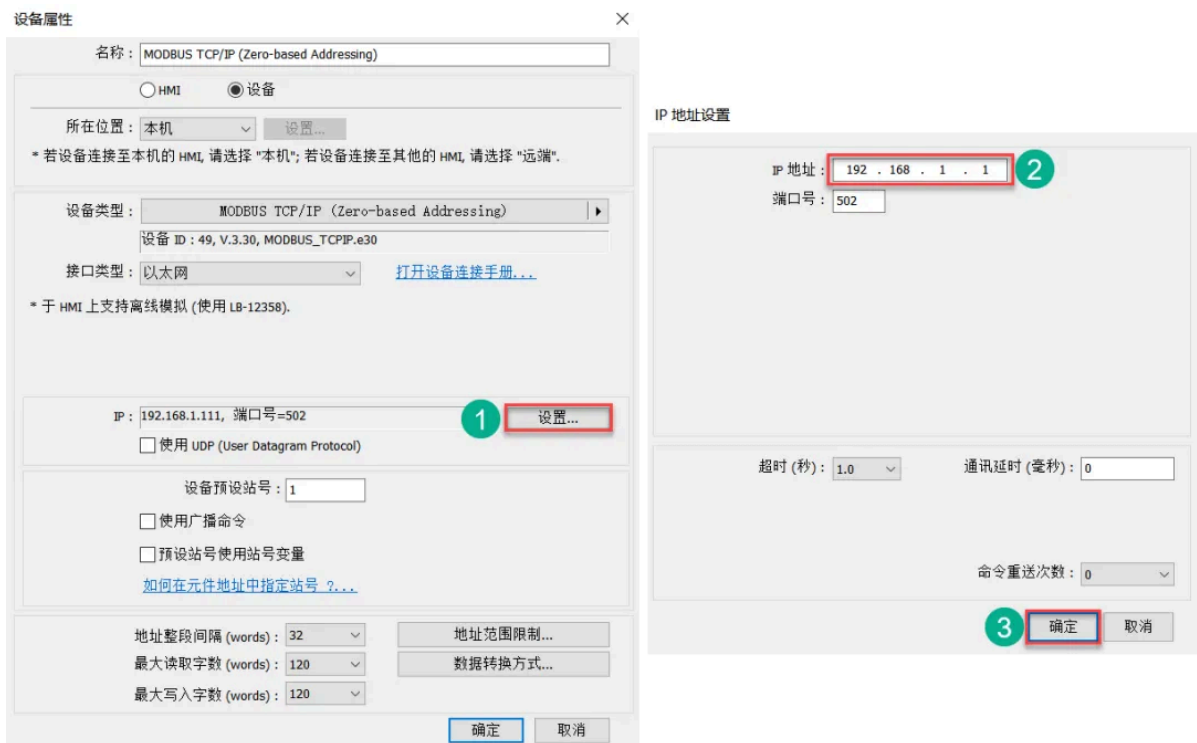 设备属性
名称： MODBUS TCP/IP (Zero-based Addressing)
HMI 设备
所在位置： 本机 设置...
* 若设备连接至本机的 HMI, 请选择 "本机"; 若设备连接至其他的 HMI, 请选择 "远端".
设备类型： MODBUS TCP/IP (Zero-based Addressing)
设备 ID : 49, V.3.30, MODBUS_TCPIP.e30
接口类型： 以太网 打开设备连接手册...
* 于 HMI 上支持离线模拟 (使用 LB-12358).
IP： 192.168.1.111, 端口号=502 1 设置...
使用 UDP (User Datagram Protocol)
设备预设站号： 1
使用广播命令
预设站号使用站号变量
如何在元件地址中指定站号 ?...
地址整段间隔 (words)： 32 地址范围限制...
最大读取字数 (words)： 120 数据转换方式...
最大写入字数 (words)： 120
确定 取消
IP 地址设置
IP 地址： 192 . 168 . 1 . 1 2
端口号： 502
超时 (秒)： 1.0 通讯延时 (毫秒)： 0
命令重送次数： 0
3 确定 取消